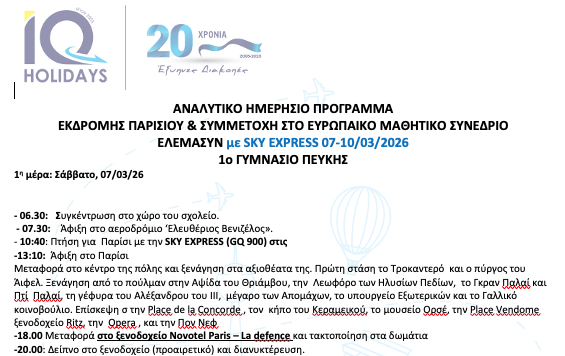 iQ
HOLIDAYS
20 ΧΡΟΝΙΑ
2005-2025
Έξυπνες Διακοπές
ΑΝΑΛΥΤΙΚΟ ΗΜΕΡΗΣΙΟ ΠΡΟΓΡΑΜΜΑ
ΕΚΔΡΟΜΗΣ ΠΑΡΙΣΙΟΥ & ΣΥΜΜΕΤΟΧΗ ΣΤΟ ΕΥΡΩΠΑΙΚΟ ΜΑΘΗΤΙΚΟ ΣΥΝΕΔΡΙΟ
ΕΛΕΜΑΣΥΝ με SKY EXPRESS 07-10/03/2026
1ο ΓΥΜΝΑΣΙΟ ΠΕΥΚΗΣ
1η μέρα: Σάββατο, 07/03/26
- 06.30: Συγκέντρωση στο χώρο του σχολείο.
- 07.30: Άφιξη στο αεροδρόμιο ‘Ελευθέριος Βενιζέλος».
- 10:40: Πτήση για Παρίσι με την SKY EXPRESS (GQ 900) στις
-13:10: Άφιξη στο Παρίσι
Μεταφορά στο κέντρο της πόλης και ξενάγηση στα αξιοθέατα της. Πρώτη στάση το Τροκαντερό και ο πύργος του
Άιφελ. Ξενάγηση από το πούλμαν στην Αψίδα του Θριάμβου, την Λεωφόρο των Ηλυσίων Πεδίων, το Γκραν Παλαί και
Πτί Παλαί, τη γέφυρα του Αλέξανδρου του ΙΙΙ, μέγαρο των Απομάχων, το υπουργείο Εξωτερικών και το Γαλλικό
κοινοβούλιο. Επίσκεψη στην Place de la Concorde, τον κήπο του Κεραμεικού, το μουσείο Ορσέ, την Place Vendome
ξενοδοχείο Ritz, την Opera, και την Πον Νεφ.
-18.00 Μεταφορά στο ξενοδοχείο Novotel Paris – La defence και τακτοποίηση στα δωμάτια
-20.00: Δείπνο στο ξενοδοχείο (προαιρετικό) και διανυκτέρευση.